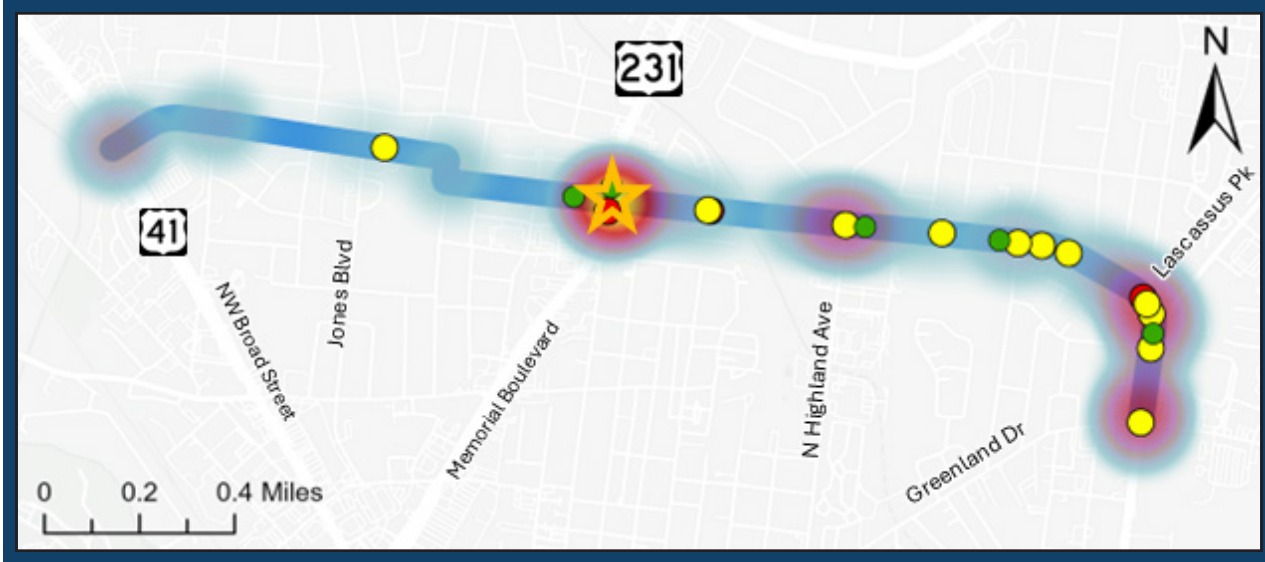 N
231
41
Lascassus Pk
NW Broad Street
Jones Blvd
Memorial Boulevard
N Highland Ave
Greenland Dr
0 0.2 0.4 Miles